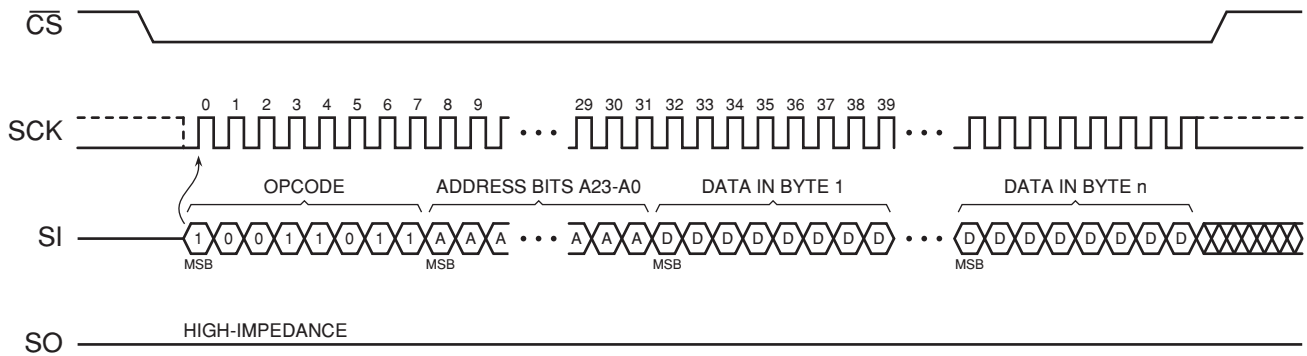 CS
0 1 2 3 4 5 6 7 8 9 29 30 31 32 33 34 35 36 37 38 39
SCK
OPCODE ADDRESS BITS A23-A0 DATA IN BYTE 1 DATA IN BYTE n
SI 1 0 0 1 1 0 1 1 A A A A A A D D D D D D D D D D D D D D D D
MSB MSB MSB MSB
HIGH-IMPEDANCE
SO